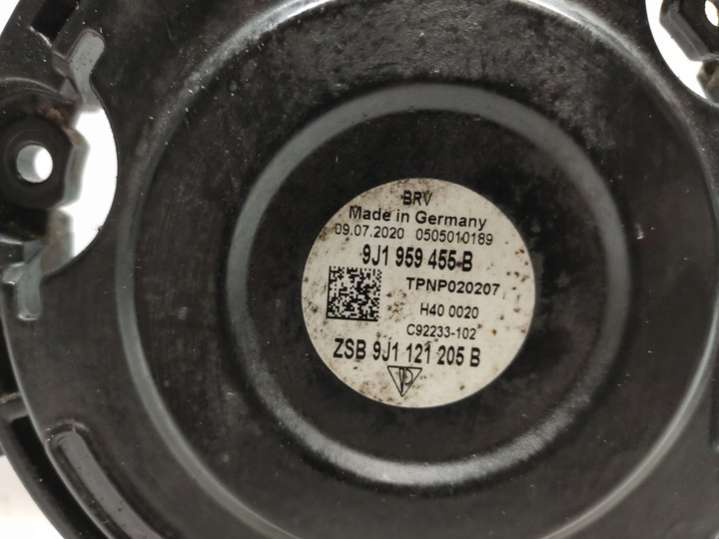 BRV
Made in Germany
09.07.2020 0505010189
9J1 959 455 B
TPNP020207
H40 0020
C92233-102
ZSB 9J1 121 205 B